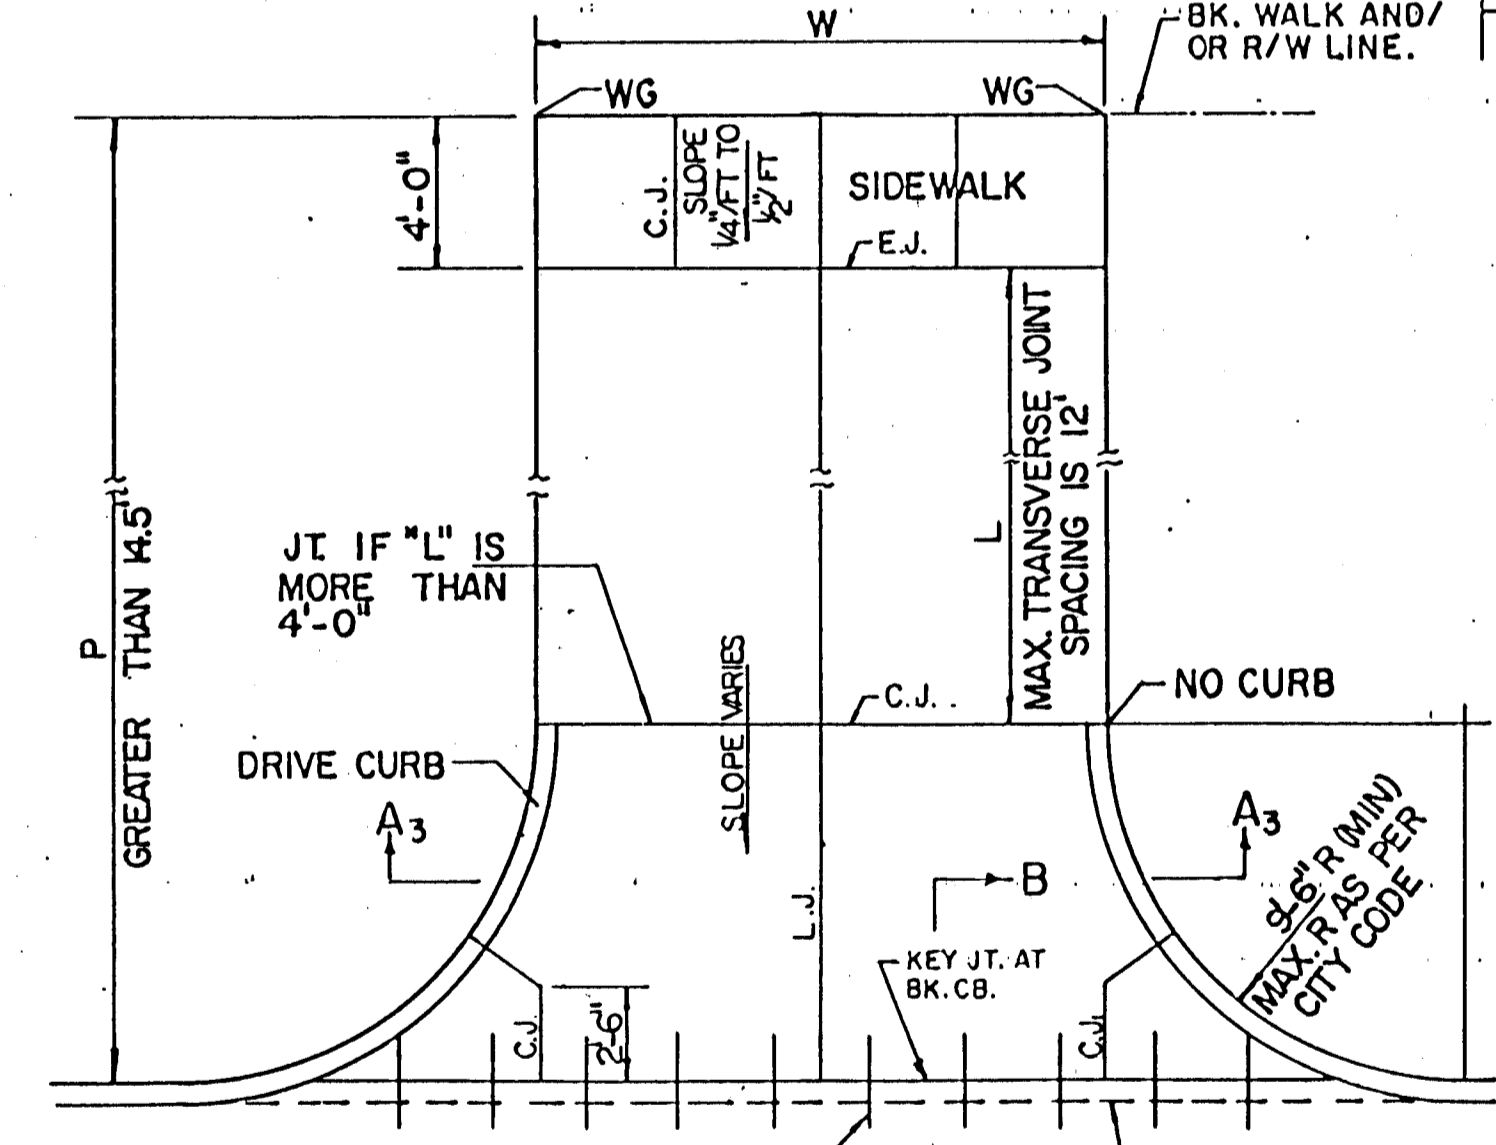 W
BK. WALK AND/
OR R/W LINE.
WG
WG
4'-0"
C.J.
SLOPE
1/4"/FT TO
1/2"/FT
SIDEWALK
E.J.
MAX. TRANSVERSE JOINT
SPACING IS 12'
L
JT. IF "L" IS
MORE THAN
4'-0"
P
GREATER THAN 14.5'
SLOPE VARIES
C.J.
NO CURB
DRIVE CURB
A3
A3
B
L.J.
KEY JT. AT
BK. CB.
9'-6" R (MIN)
MAX. R AS PER
CITY CODE
C.J.
2'-6"
C.J.